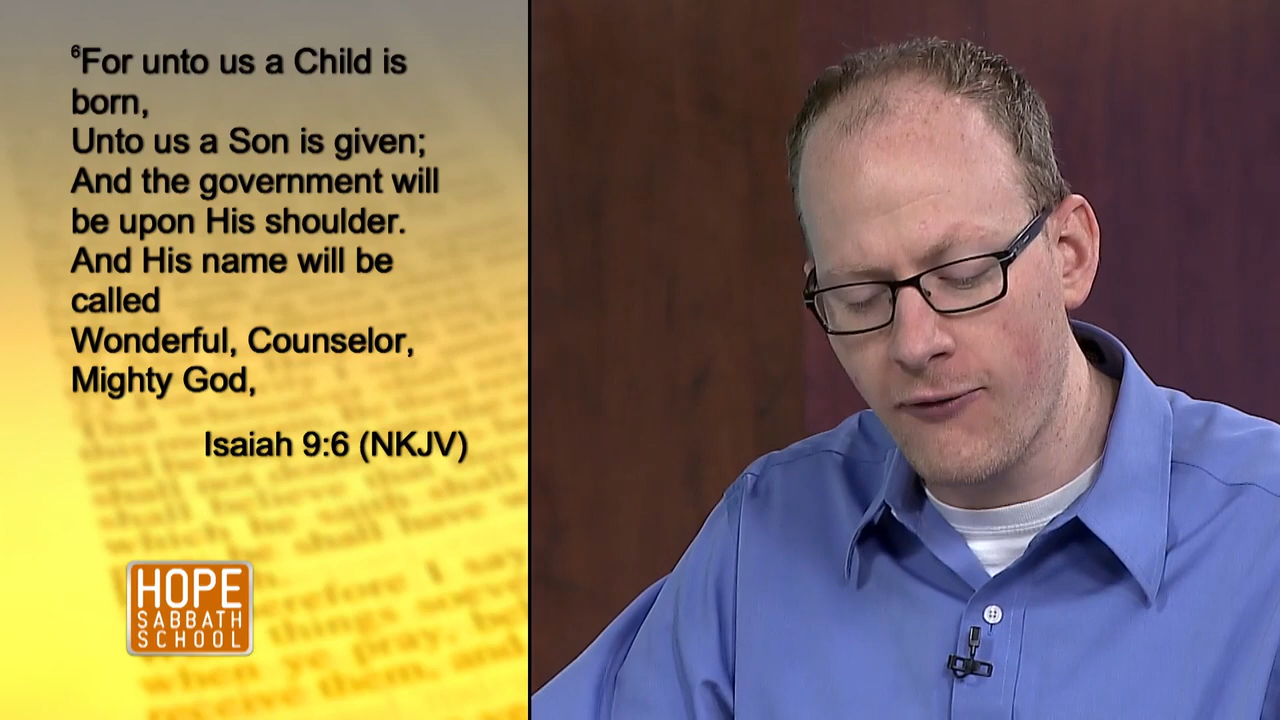 ⁶For unto us a Child is
born,
Unto us a Son is given;
And the government will
be upon His shoulder.
And His name will be
called
Wonderful, Counselor,
Mighty God,
Isaiah 9:6 (NKJV)
HOPE
SABBATH
SCHOOL